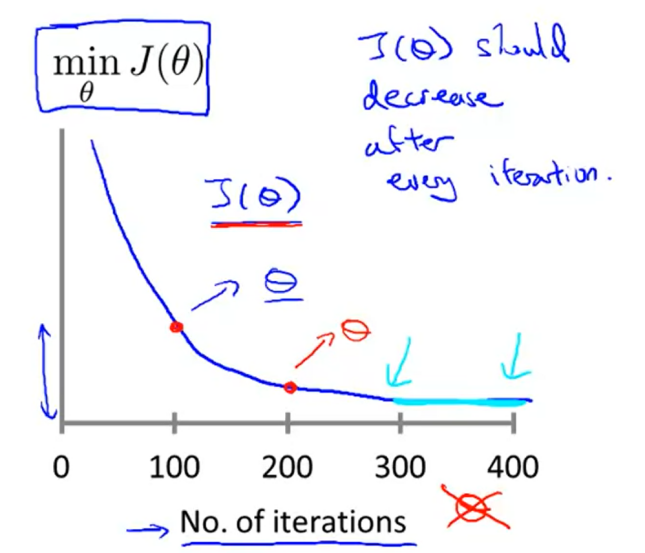 min J(θ)
θ
J(θ) should
decrease
after
every iteration.
J(θ)
θ
θ
0 100 200 300 400
No. of iterations
θ